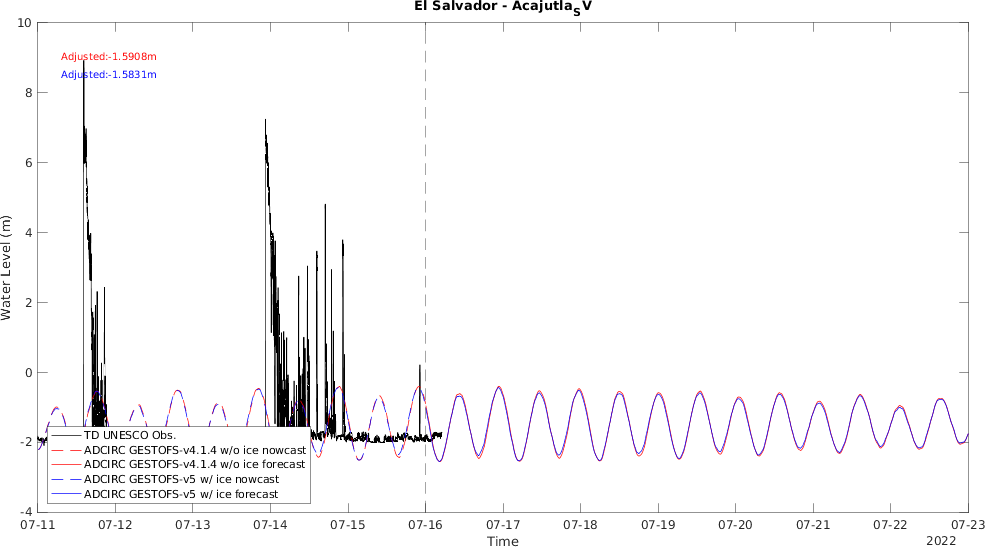 El Salvador - Acajutla_SV
Adjusted:-1.5908m
Adjusted:-1.5831m
Water Level (m)
10
8
6
4
2
0
-2
-4
TD UNESCO Obs.
ADCIRC GESTOFS-v4.1.4 w/o ice nowcast
ADCIRC GESTOFS-v4.1.4 w/o ice forecast
ADCIRC GESTOFS-v5 w/ ice nowcast
ADCIRC GESTOFS-v5 w/ ice forecast
07-11 07-12 07-13 07-14 07-15 07-16 07-17 07-18 07-19 07-20 07-21 07-22 07-23
Time
2022